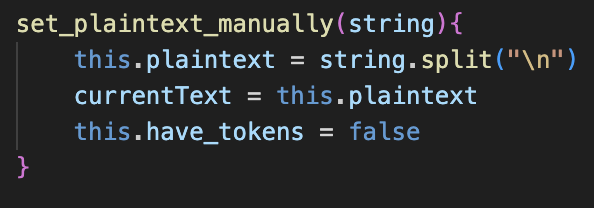 set_plaintext_manually(string){
    this.plaintext = string.split("\n")
    currentText = this.plaintext
    this.have_tokens = false
}